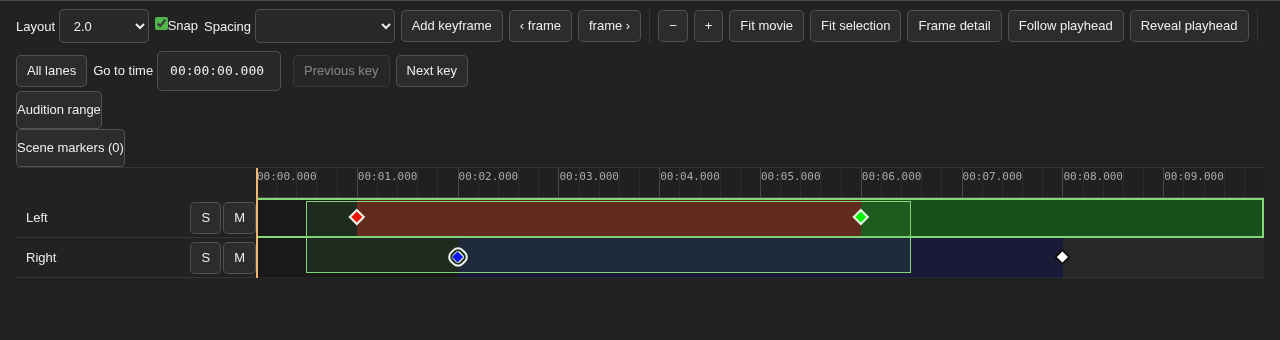 Layout 2.0 Snap Spacing Add keyframe ‹ frame frame › − + Fit movie Fit selection Frame detail Follow playhead Reveal playhead
All lanes Go to time 00:00:00.000 Previous key Next key
Audition range
Scene markers (0)
00:00.000 00:01.000 00:02.000 00:03.000 00:04.000 00:05.000 00:06.000 00:07.000 00:08.000 00:09.000
Left S M
Right S M